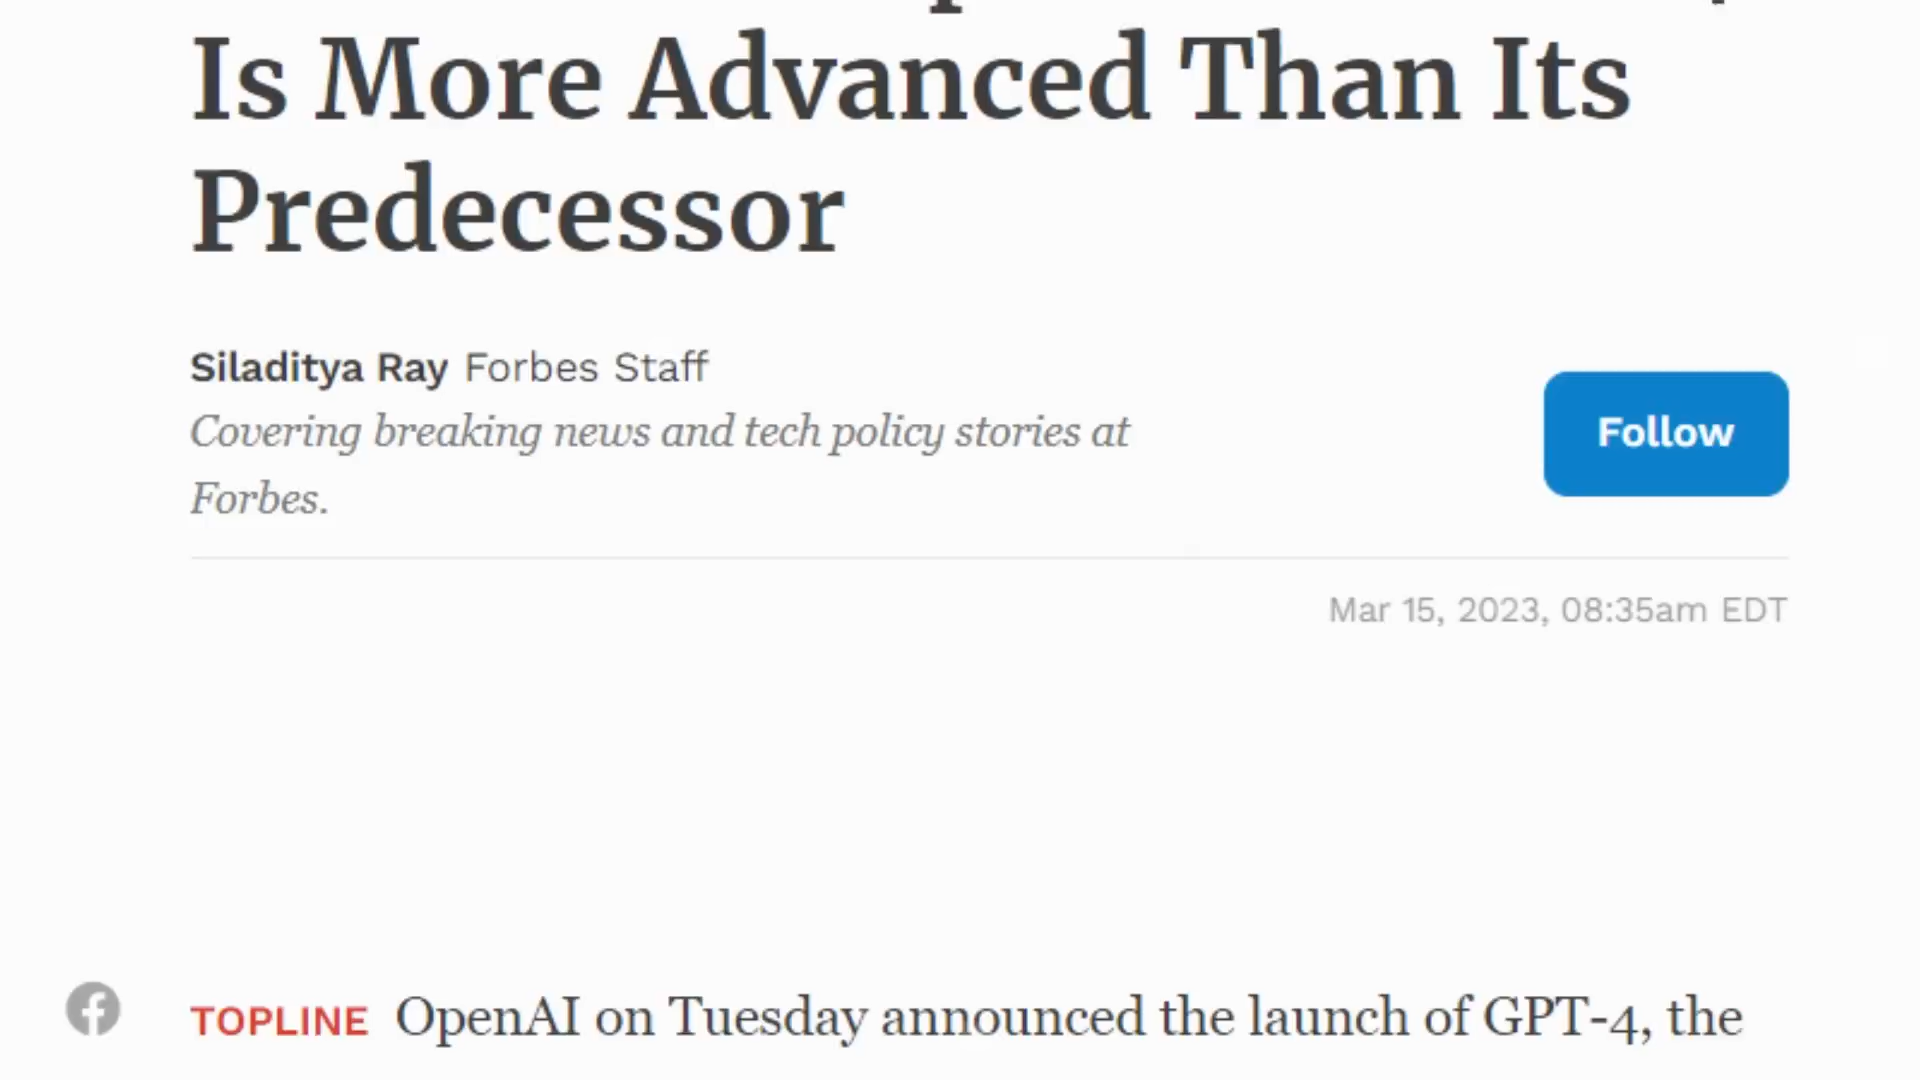 Is More Advanced Than Its
Predecessor
Siladitya Ray Forbes Staff
Covering breaking news and tech policy stories at
Forbes.
Follow
Mar 15, 2023, 08:35am EDT
TOPLINE OpenAI on Tuesday announced the launch of GPT-4, the